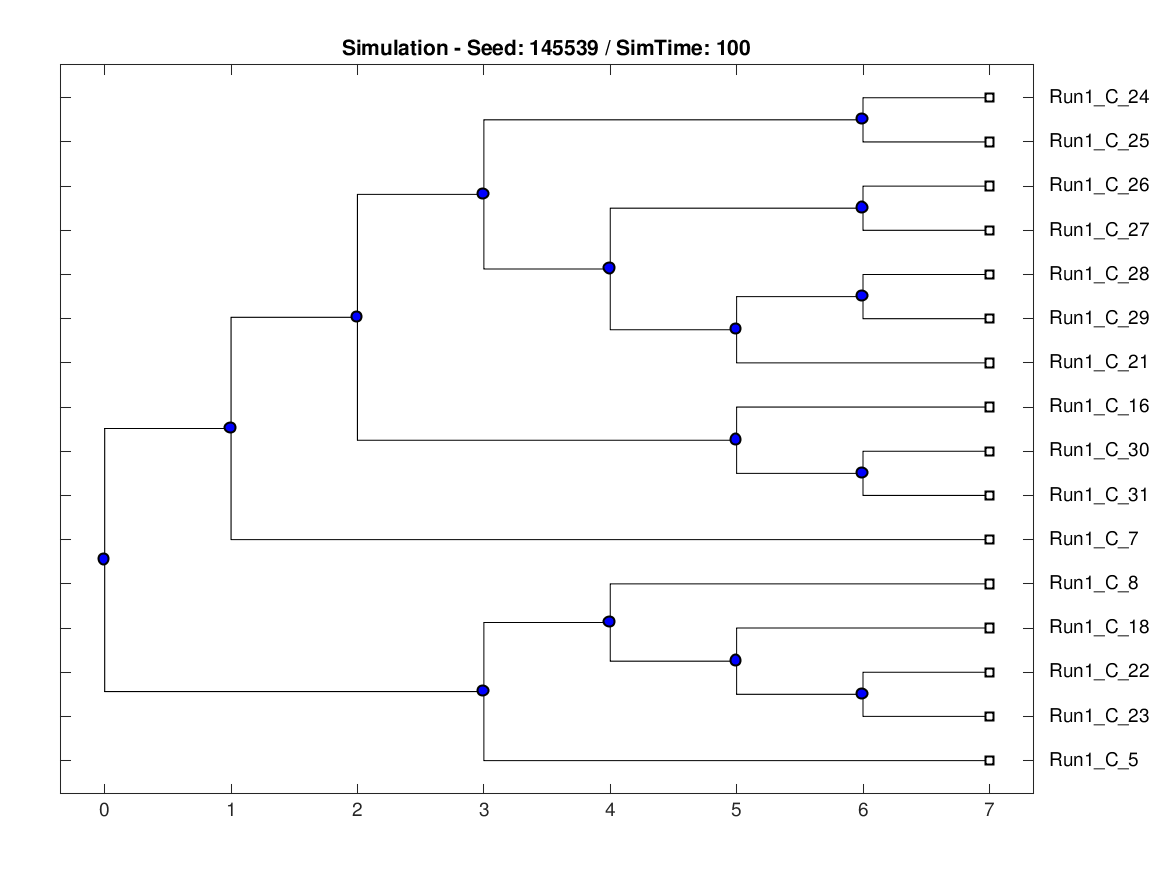 Simulation - Seed: 145539 / SimTime: 100
Run1_C_24
Run1_C_25
Run1_C_26
Run1_C_27
Run1_C_28
Run1_C_29
Run1_C_21
Run1_C_16
Run1_C_30
Run1_C_31
Run1_C_7
Run1_C_8
Run1_C_18
Run1_C_22
Run1_C_23
Run1_C_5
0 1 2 3 4 5 6 7